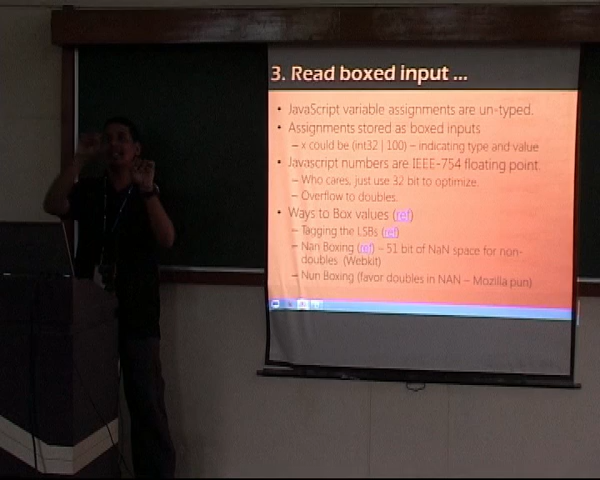 3. Read boxed input ...
• JavaScript variable assignments are un-typed.
• Assignments stored as boxed inputs
– x could be (int32 | 100) – indicating type and value
• Javascript numbers are IEEE-754 floating point
– Who cares, just use 32 bit to optimize.
– Overflow to doubles.
• Ways to Box values (ref)
– Tagging the LSBs (ref)
– Nan Boxing (ref) – 51 bit of NaN space for non-
doubles (Webkit)
– Nun Boxing (favor doubles in NAN – Mozilla pun)